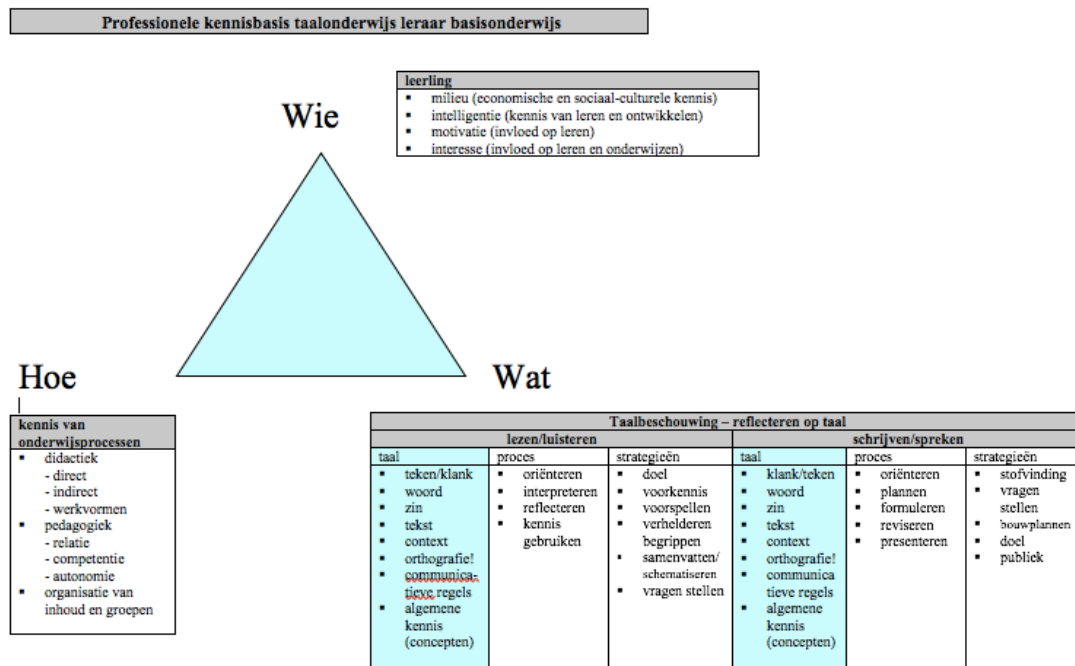 Professionele kennisbasis taalonderwijs leraar basisonderwijs
leerling
▪ milieu (economische en sociaal-culturele kennis)
▪ intelligentie (kennis van leren en ontwikkelen)
▪ motivatie (invloed op leren)
▪ interesse (invloed op leren en onderwijzen)
Wie
Hoe
Wat
kennis van
onderwijsprocessen
▪ didactiek
- direct
- indirect
- werkvormen
▪ pedagogiek
- relatie
- competentie
- autonomie
▪ organisatie van
inhoud en groepen
Taalbeschouwing – reflecteren op taal
lezen/luisteren
taal
▪ teken/klank
▪ woord
▪ zin
▪ tekst
▪ context
▪ orthografie!
▪ communica-
tieve regels
▪ algemene
kennis
(concepten)
proces
▪ oriënteren
▪ interpreteren
▪ reflecteren
▪ kennis
gebruiken
strategieën
▪ doel
▪ voorkennis
▪ voorspellen
▪ verhelderen
begrippen
▪ samenvatten/
schematiseren
▪ vragen stellen
schrijven/spreken
taal
▪ klank/teken
▪ woord
▪ zin
▪ tekst
▪ context
▪ orthografie!
▪ communica
tieve regels
▪ algemene
kennis
(concepten)
proces
▪ oriënteren
▪ plannen
▪ formuleren
▪ reviseren
▪ presenteren
strategieën
▪ stofvinding
▪ vragen
stellen
▪ bouwplannen
▪ doel
▪ publiek